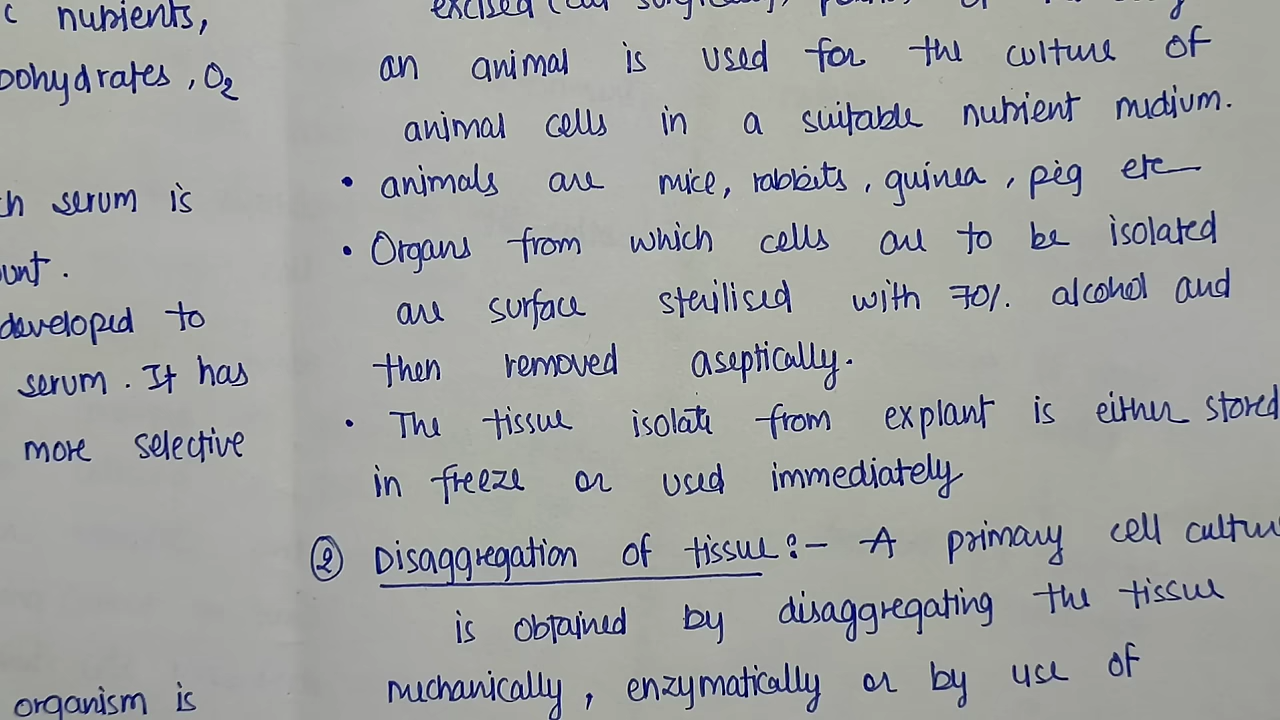 c nutrients,
bohydrates, O2
ch serum is
ount.
developed to
serum. It has
more selective
organism is
excised
an animal is used for the culture of
animal cells in a suitable nutrient medium.
• animals are mice, rabbits, guinea, pig etc
• Organs from which cells are to be isolated
are surface sterilised with 70%. alcohol and
then removed aseptically.
• The tissue isolate from explant is either stored
in freeze or used immediately
② Disaggregation of tissue:- A primary cell cultu
is obtained by disaggregating the tissue
mechanically, enzymatically or by use of